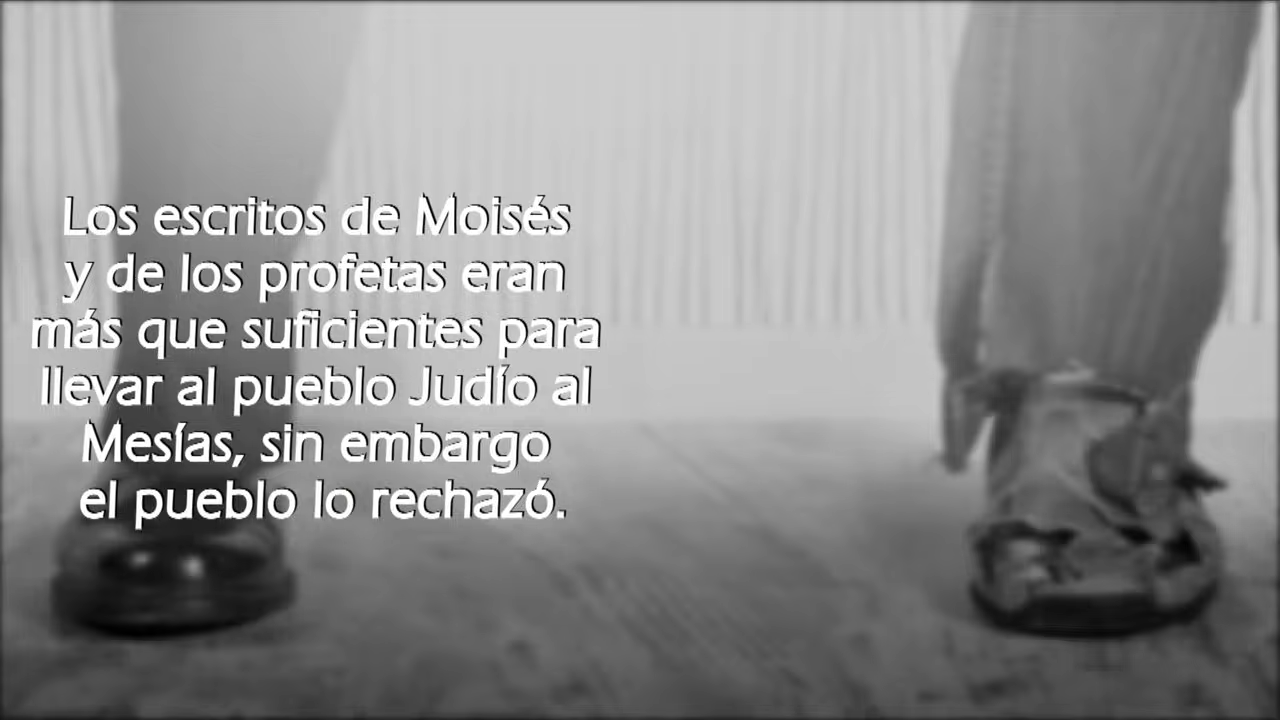 Los escritos de Moisés
y de los profetas eran
más que suficientes para
llevar al pueblo Judío al
Mesías, sin embargo
el pueblo lo rechazó.